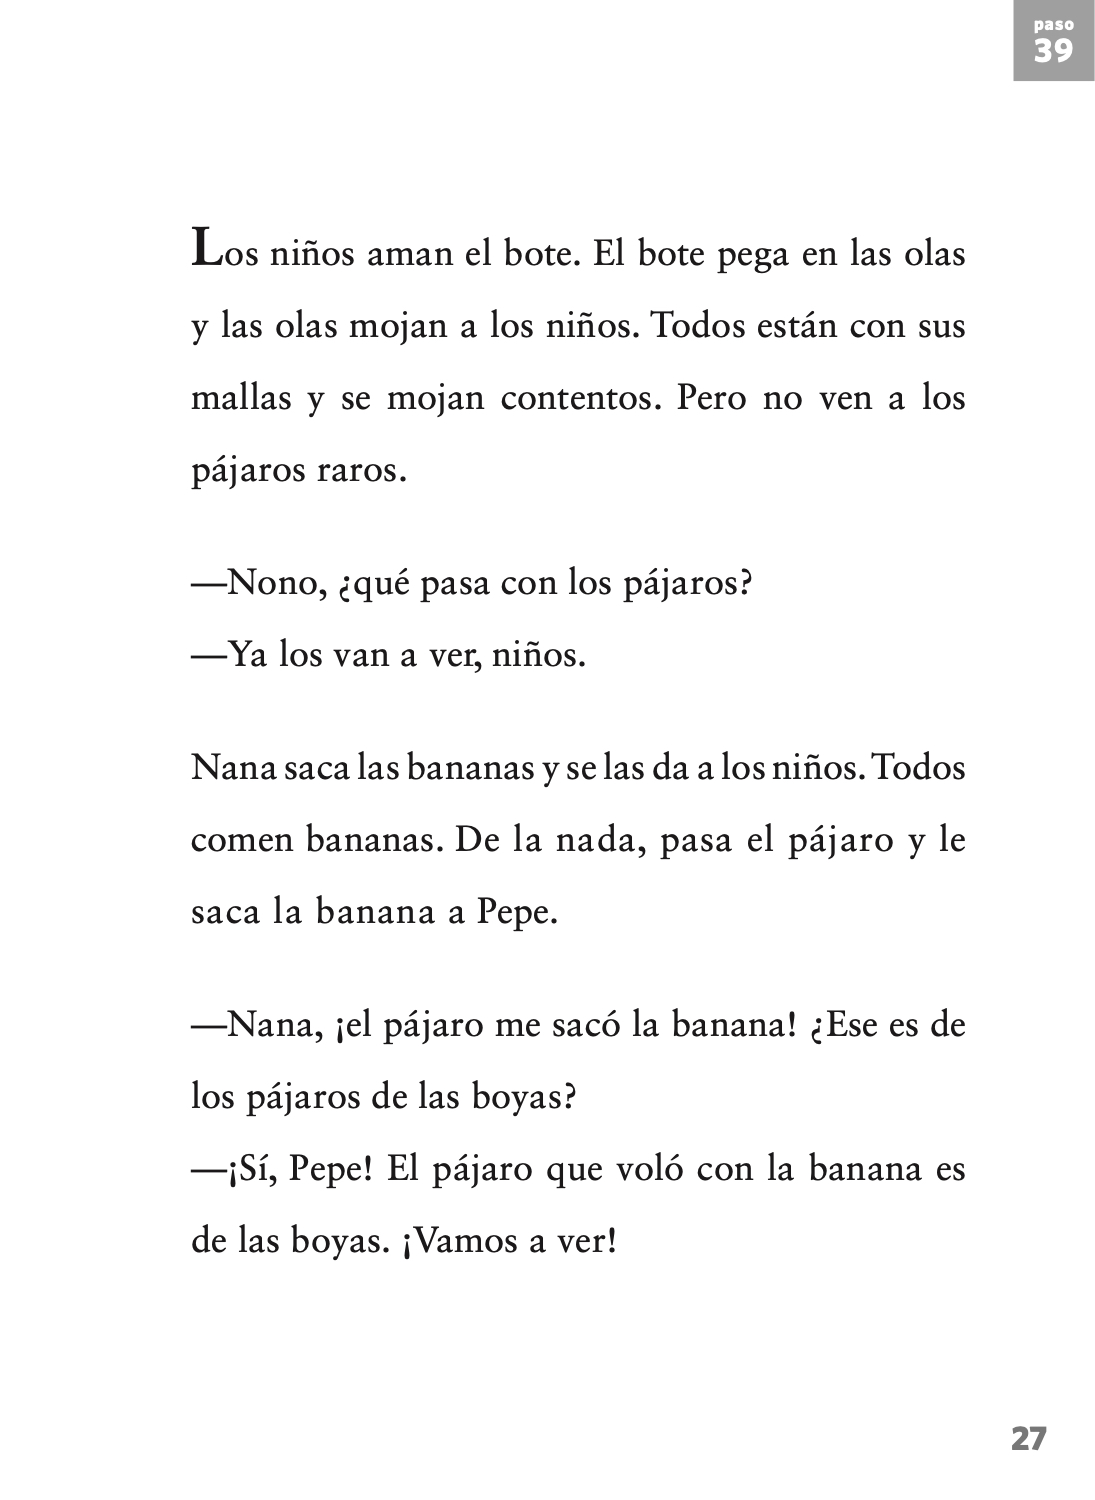 paso
39
Los niños aman el bote. El bote pega en las olas
y las olas mojan a los niños. Todos están con sus
mallas y se mojan contentos. Pero no ven a los
pájaros raros.
—Nono, ¿qué pasa con los pájaros?
—Ya los van a ver, niños.
Nana saca las bananas y se las da a los niños. Todos
comen bananas. De la nada, pasa el pájaro y le
saca la banana a Pepe.
—Nana, ¡el pájaro me sacó la banana! ¿Ese es de
los pájaros de las boyas?
—¡Sí, Pepe! El pájaro que voló con la banana es
de las boyas. ¡Vamos a ver!
27